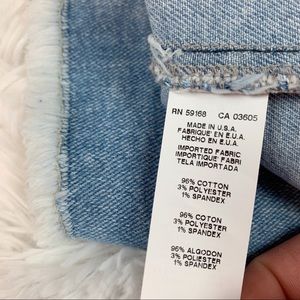 RN 59168 CA 03605
MADE IN U.S.A.
FABRIQUE' EN E.U.A.
HECHO EN E.U.A.
IMPORTED FABRIC
IMPORTIQUE FABRI
TELA IMPORTADA
96% COTTON
3% POLYESTER
1% SPANDEX
96% COTON
3% POLYESTER
1% SPANDEX
96% ALGODON
3% POLIESTER
1% SPANDEX